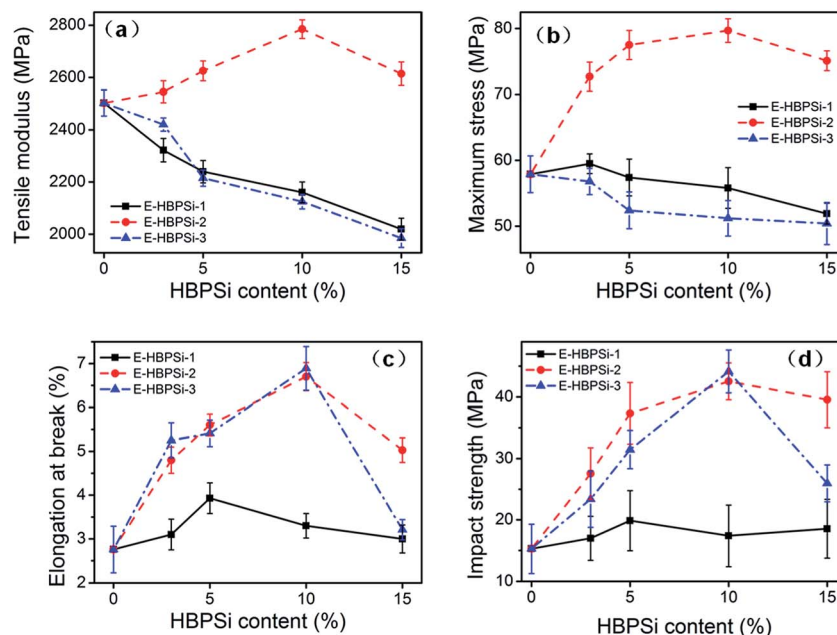 (a)
Tensile modulus (MPa)
2800
2600
2400
2200
2000
E-HBPSi-1
E-HBPSi-2
E-HBPSi-3
0 5 10 15
HBPSi content (%)
(b)
Maximum stress (MPa)
80
70
60
50
E-HBPSi-1
E-HBPSi-2
E-HBPSi-3
0 5 10 15
HBPSi content (%)
(c)
Elongation at break (%)
7
6
5
4
3
2
E-HBPSi-1
E-HBPSi-2
E-HBPSi-3
0 5 10 15
HBPSi content (%)
(d)
Impact strength (MPa)
40
30
20
10
E-HBPSi-1
E-HBPSi-2
E-HBPSi-3
0 5 10 15
HBPSi content (%)